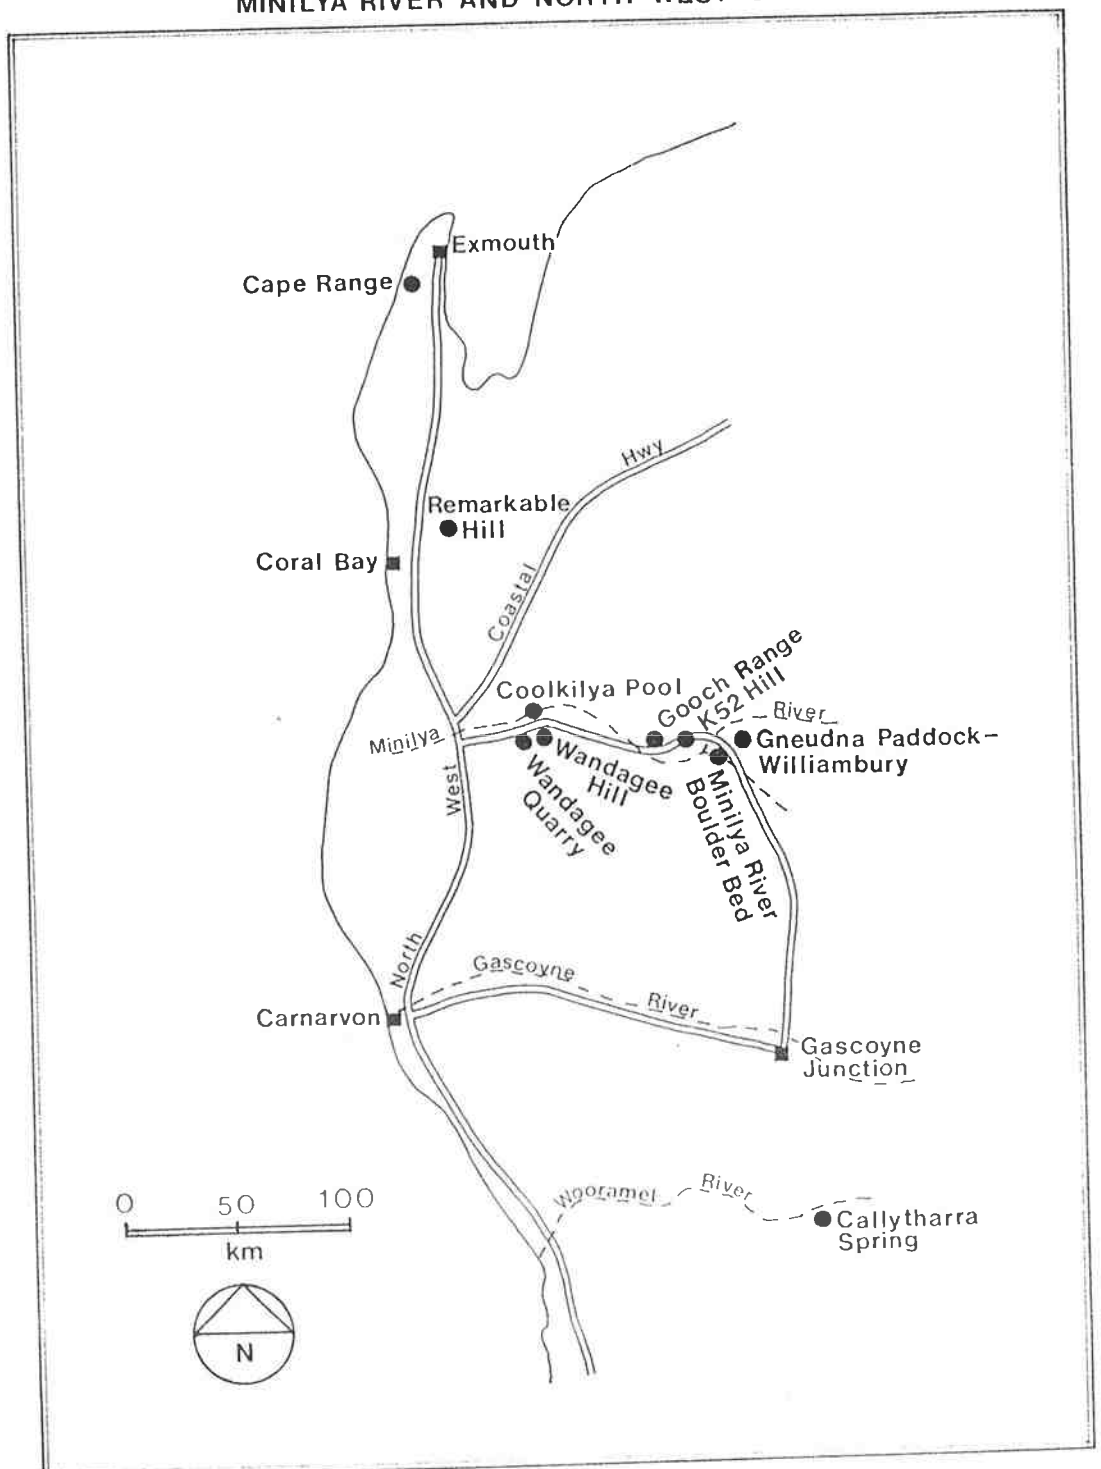 MINILYA RIVER AND NORTH WEST
Exmouth
Cape Range
Hwy
Remarkable
Hill
Coral Bay
Coastal
Gooch Range
K52 Hill
Coolkilya Pool
River
Minilya
Gneudna Paddock–
Williambury
Wandagee
Hill
Wandagee
Quarry
Minilya River
Boulder Bed
West
North
Gascoyne
River
Carnarvon
Gascoyne
Junction
Wooramel
River
Callytharra
Spring
0 50 100
km
N